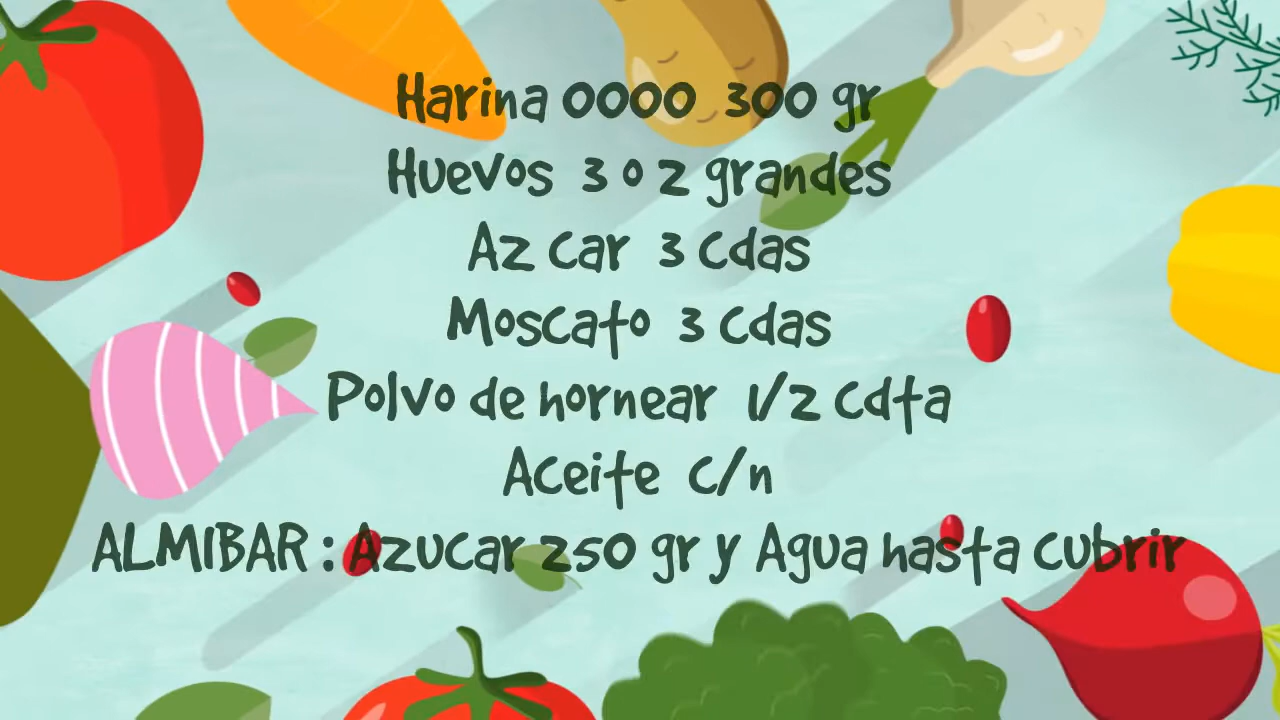 Harina 0000 300 gr
Huevos 3 o 2 grandes
Az car 3 Cdas
Moscato 3 cdas
Polvo de hornear 1/2 cdta
Aceite c/n
ALMIBAR : Azucar 250 gr y Agua hasta cubrir